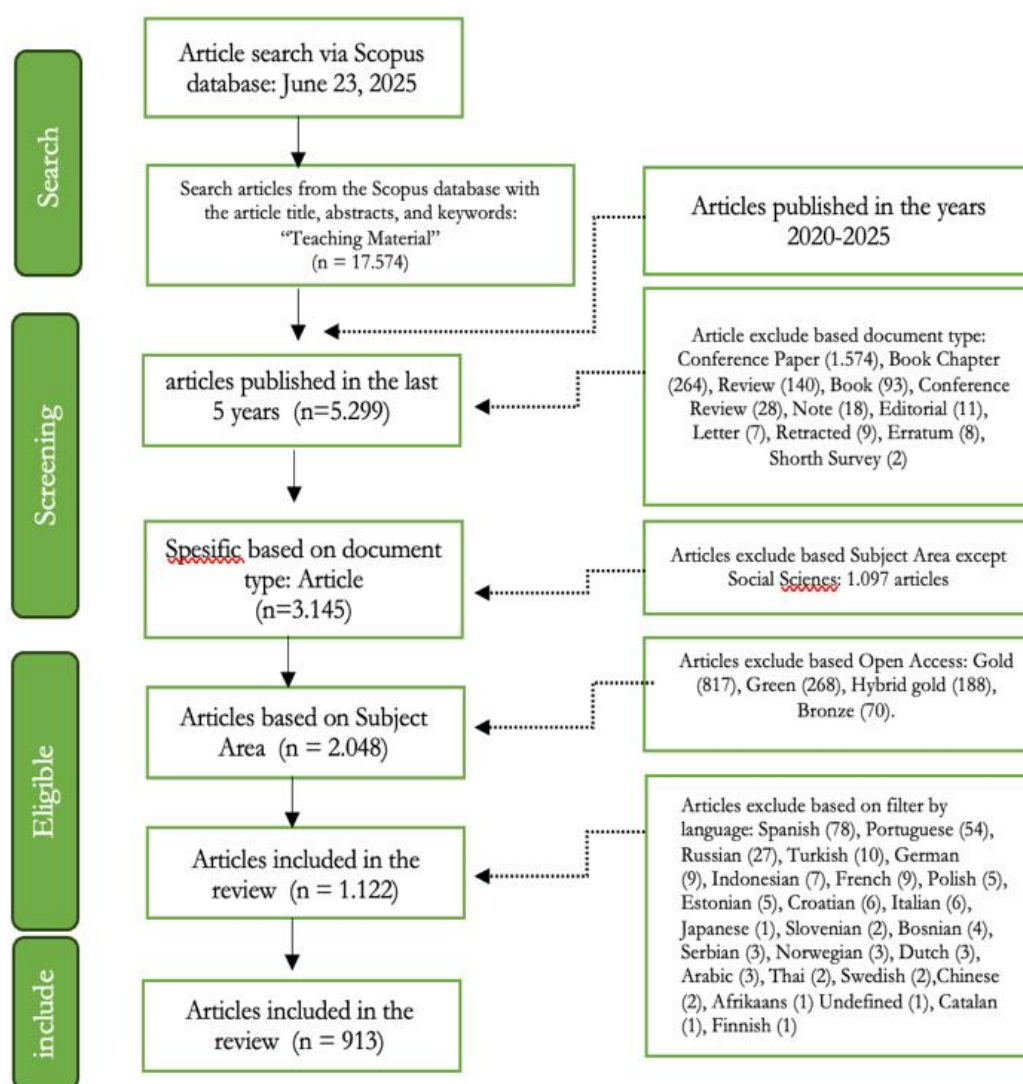 Search
Article search via Scopus
database: June 23, 2025
Search articles from the Scopus database with
the article title, abstracts, and keywords:
“Teaching Material”
(n = 17.574)
Articles published in the years
2020-2025
Screening
articles published in the last
5 years (n=5.299)
Article exclude based document type:
Conference Paper (1.574), Book Chapter
(264), Review (140), Book (93), Conference
Review (28), Note (18), Editorial (11),
Letter (7), Retracted (9), Erratum (8),
Shorth Survey (2)
Spesific based on document
type: Article
(n=3.145)
Articles exclude based Subject Area except
Social Scienes: 1.097 articles
Eligible
Articles based on Subject
Area (n = 2.048)
Articles exclude based Open Access: Gold
(817), Green (268), Hybrid gold (188),
Bronze (70).
Articles included in the
review (n = 1.122)
Articles exclude based on filter by
language: Spanish (78), Portuguese (54),
Russian (27), Turkish (10), German
(9), Indonesian (7), French (9), Polish (5),
Estonian (5), Croatian (6), Italian (6),
Japanese (1), Slovenian (2), Bosnian (4),
Serbian (3), Norwegian (3), Dutch (3),
Arabic (3), Thai (2), Swedish (2),Chinese
(2), Afrikaans (1) Undefined (1), Catalan
(1), Finnish (1)
include
Articles included in the
review (n = 913)